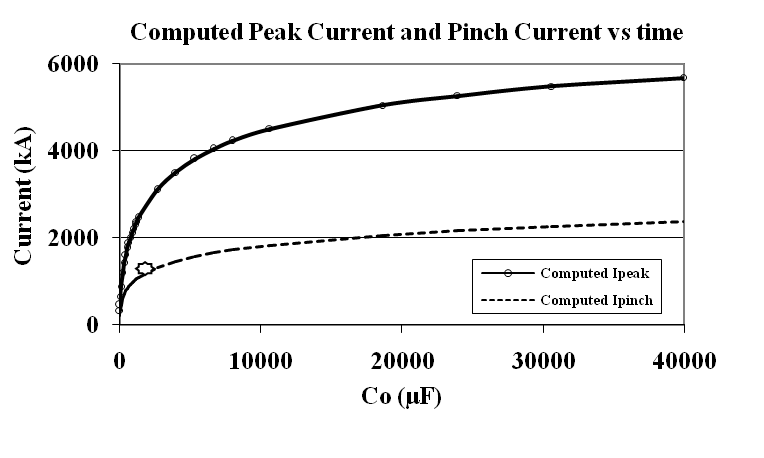 Computed Peak Current and Pinch Current vs time
6000
4000
2000
0
Current (kA)
Computed Ipeak
Computed Ipinch
0 10000 20000 30000 40000
Co (µF)